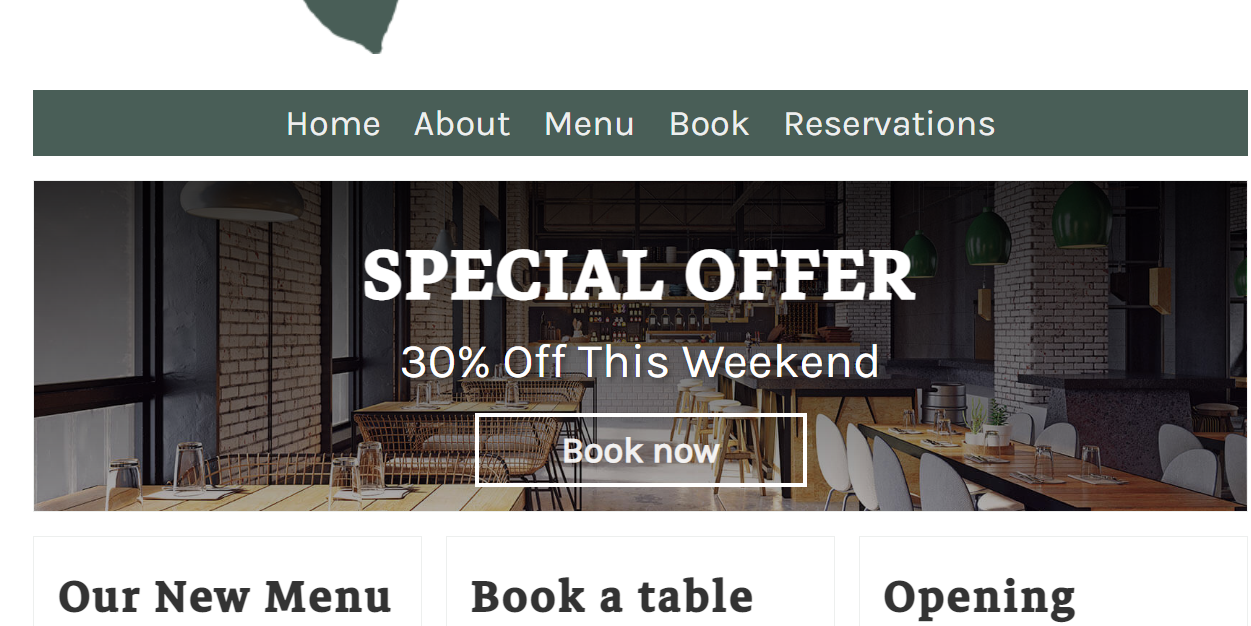 Home About Menu Book Reservations
SPECIAL OFFER
30% Off This Weekend
Book now
Our New Menu
Book a table
Opening